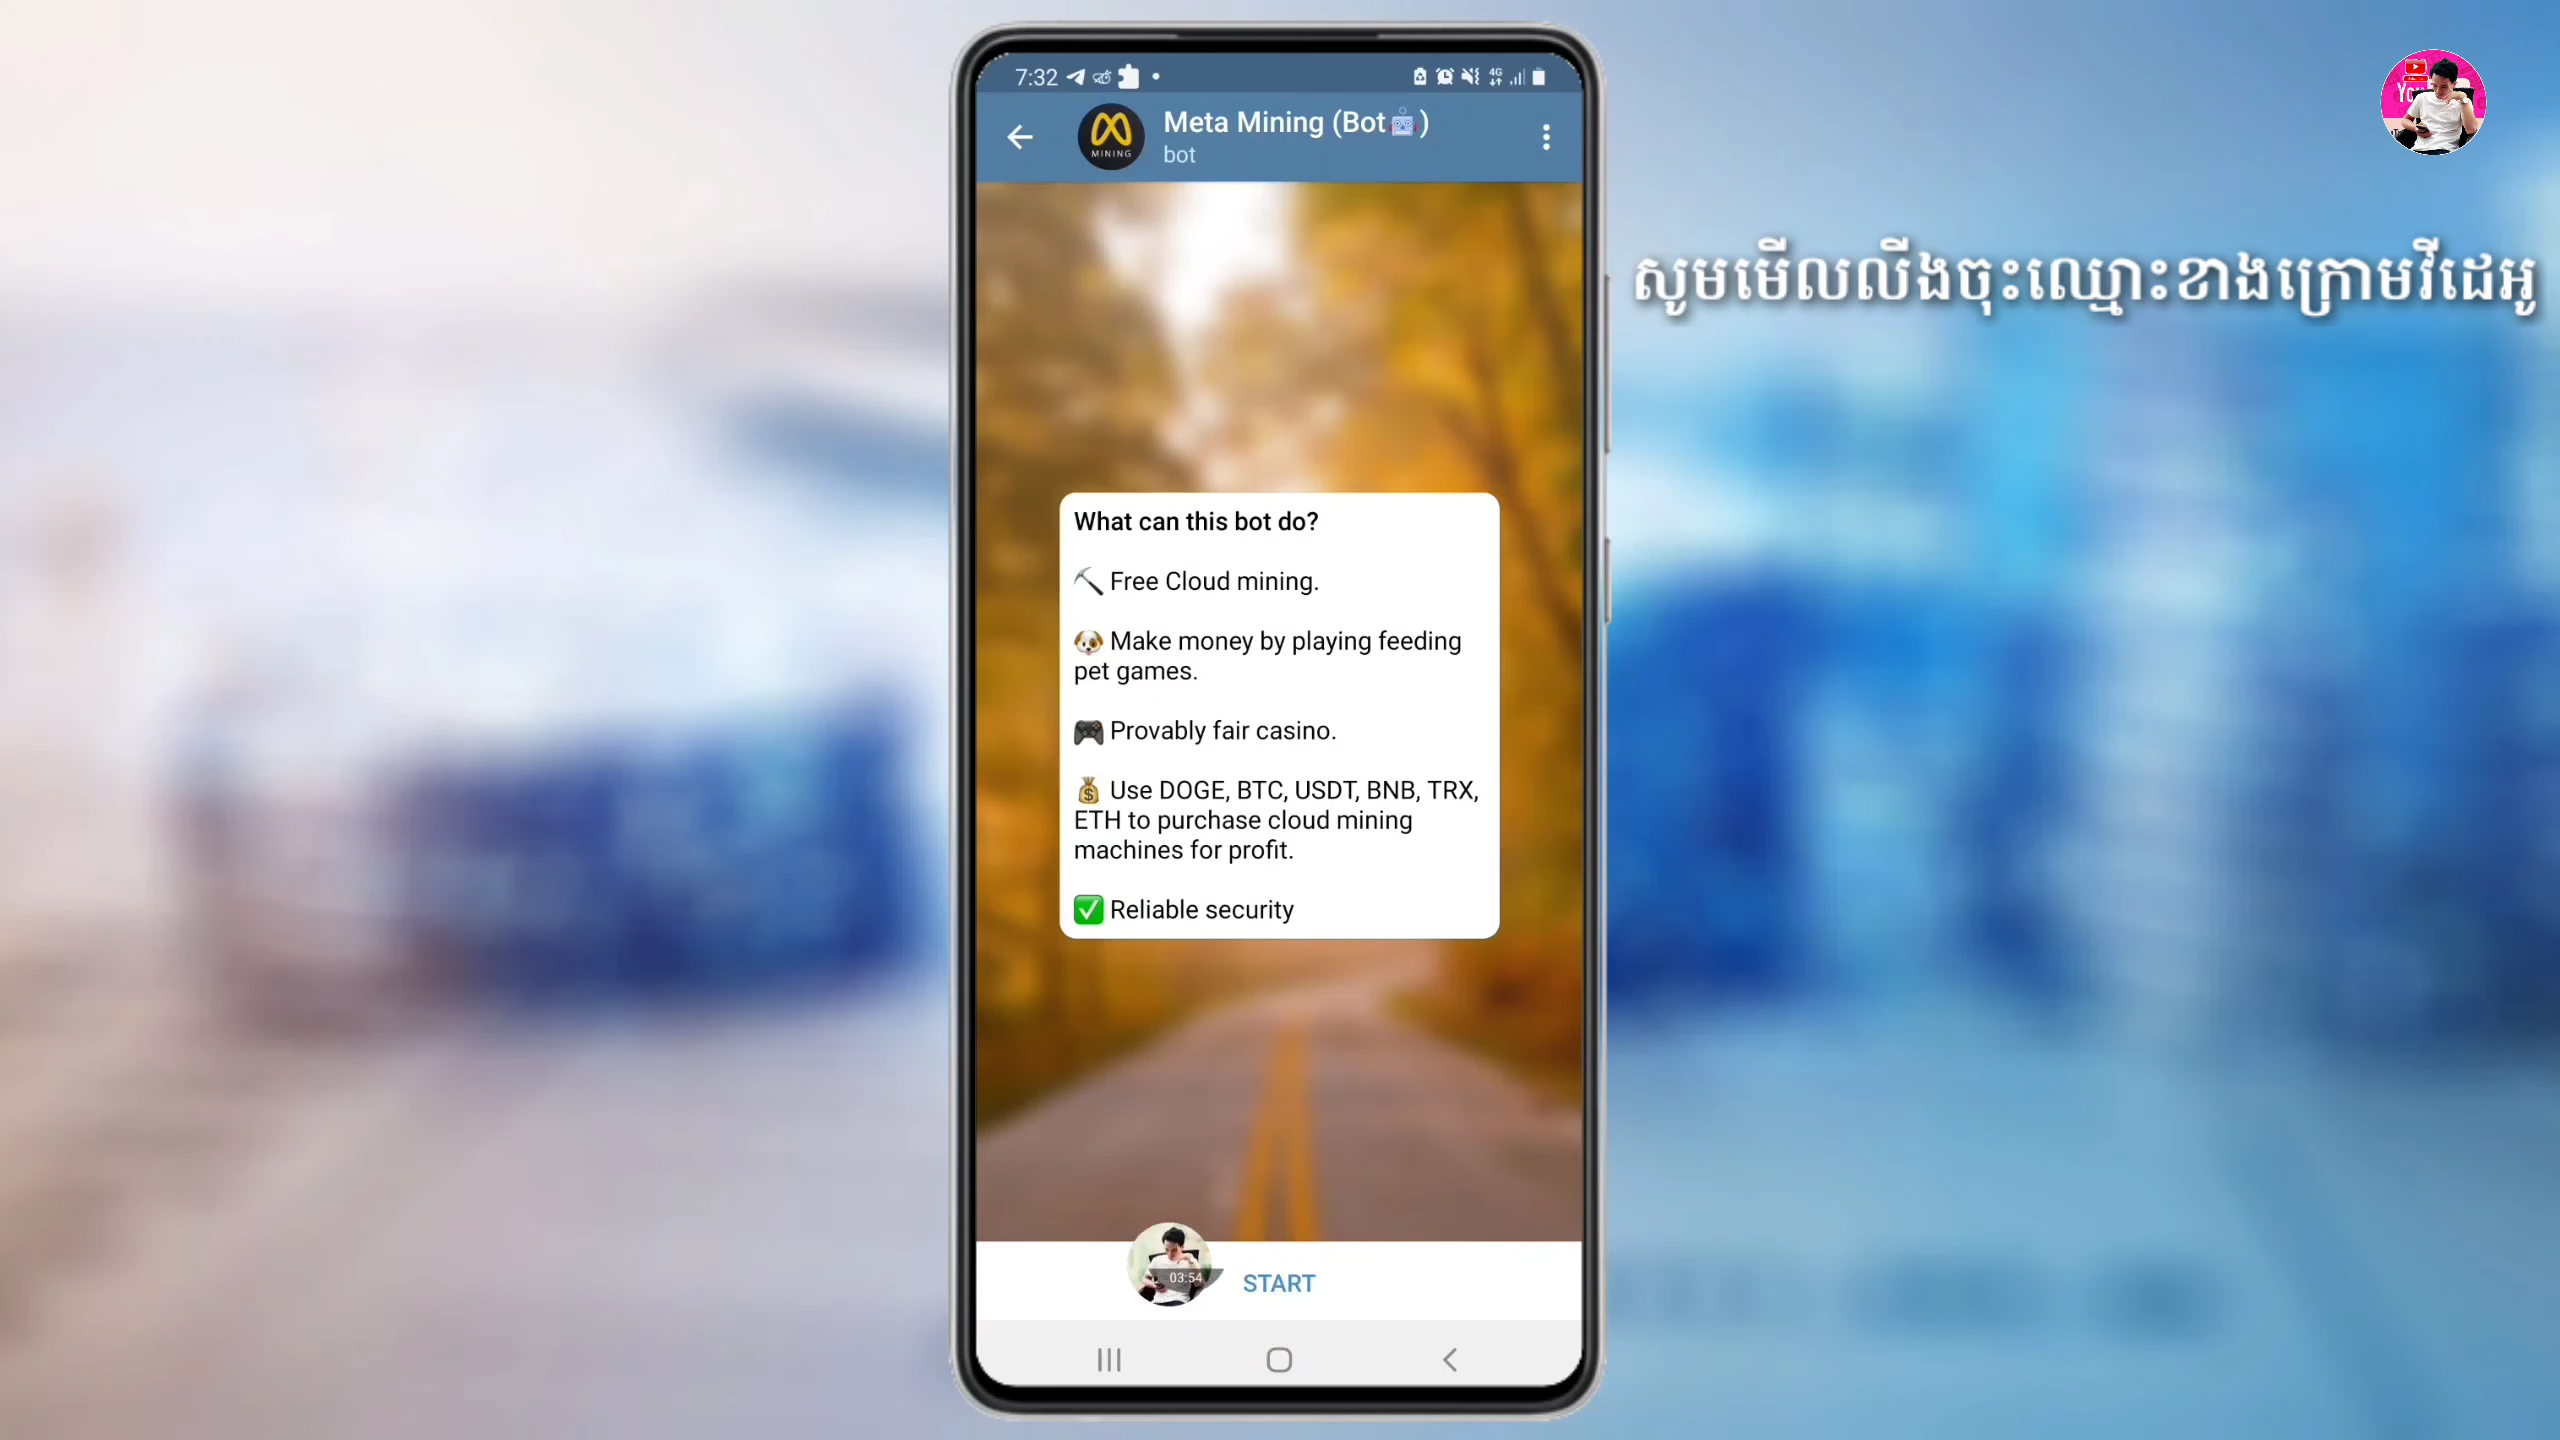 7:32
4G
MINING
Meta Mining (Bot🤖)
bot
សូមមើលលីងចុះឈ្មោះខាងក្រោមវីដេអូ
What can this bot do?
⛏ Free Cloud mining.
🐶 Make money by playing feeding
pet games.
🎮 Provably fair casino.
💰 Use DOGE, BTC, USDT, BNB, TRX,
ETH to purchase cloud mining
machines for profit.
✅ Reliable security
03:54
START